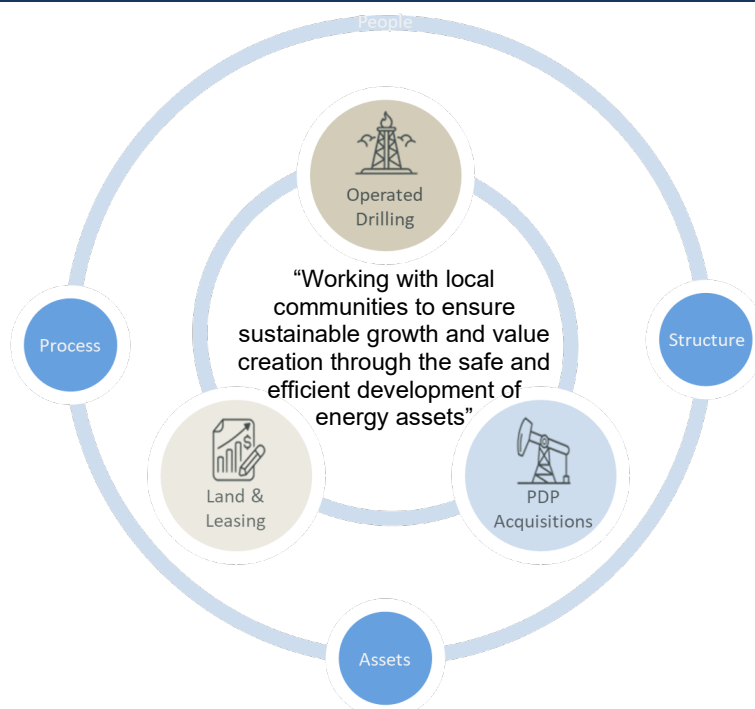 People
Operated
Drilling
“Working with local
communities to ensure
sustainable growth and value
creation through the safe and
efficient development of
energy assets”
Process
Structure
$
Land &
Leasing
PDP
Acquisitions
Assets